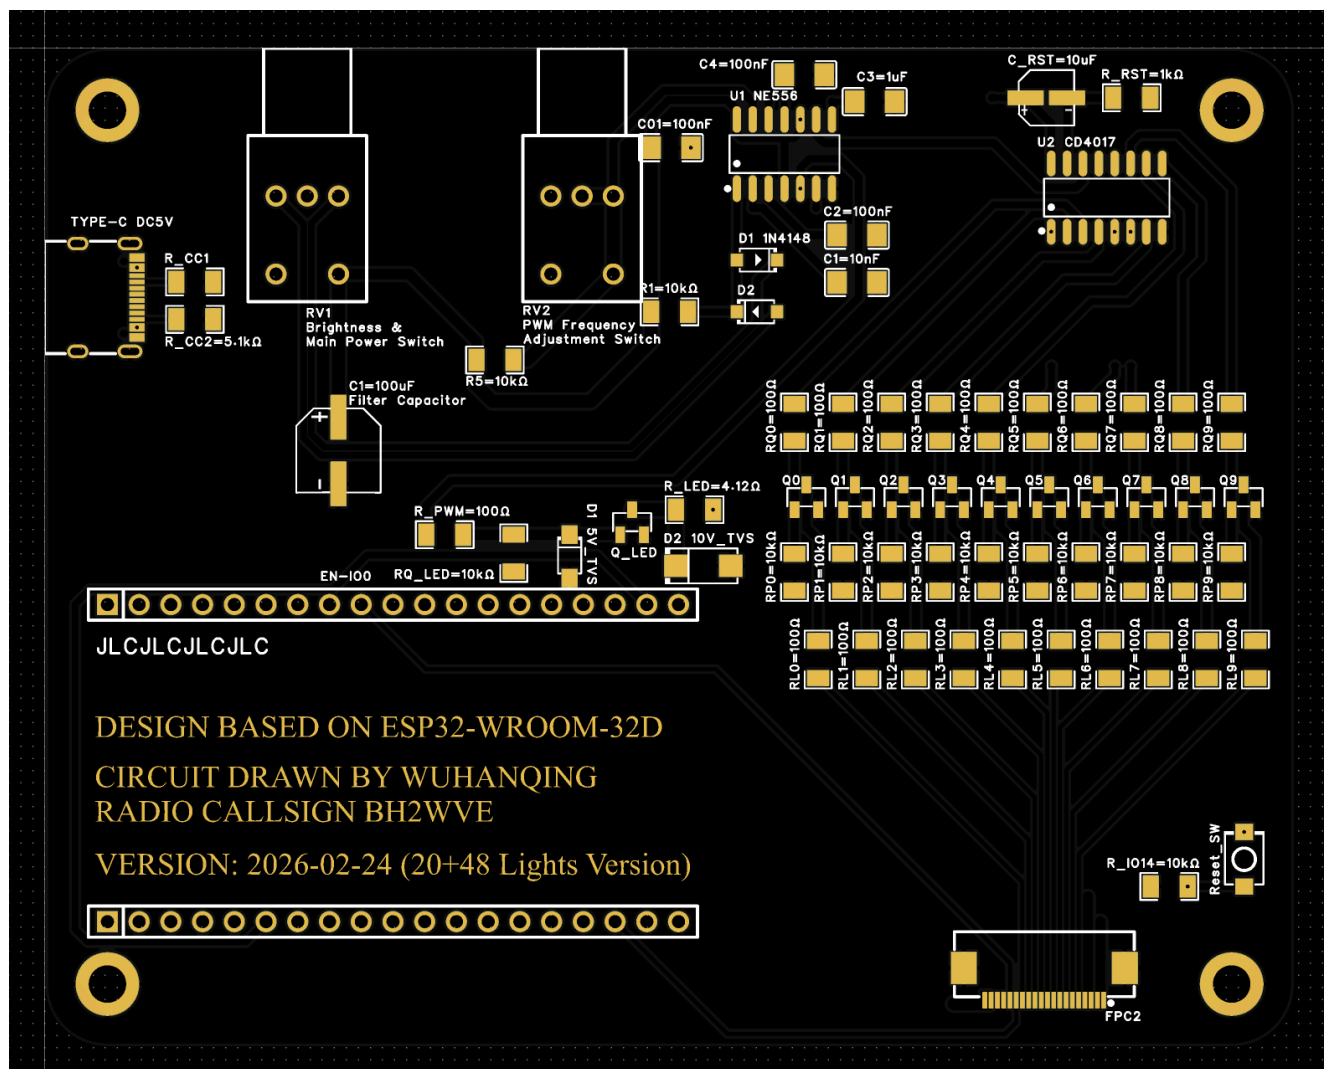 C4=100nF
C3=1uF
U1 NE556
C_RST=10uF
R_RST=1kΩ
CO1=100nF
U2 CD4017
TYPE-C DC5V
C2=100nF
D1 1N4148
C1=10nF
R_CC1
R_CC2=5.1kΩ
R1=10kΩ
D2
RV1
Brightness &
Main Power Switch
RV2
PWM Frequency
Adjustment Switch
R5=10kΩ
C1=100uF
Filter Capacitor
+
−
+
−
RQ0=100Ω
RQ1=100Ω
RQ2=100Ω
RQ3=100Ω
RQ4=100Ω
RQ5=100Ω
RQ6=100Ω
RQ7=100Ω
RQ8=100Ω
RQ9=100Ω
Q0
Q1
Q2
Q3
Q4
Q5
Q6
Q7
Q8
Q9
R_LED=4.12Ω
R_PWM=100Ω
D1 5V_TVS
Q_LED
D2 10V_TVS
RQ_LED=10kΩ
EN-IO0
RP0=10kΩ
RP1=10kΩ
RP2=10kΩ
RP3=10kΩ
RP4=10kΩ
RP5=10kΩ
RP6=10kΩ
RP7=10kΩ
RP8=10kΩ
RP9=10kΩ
RL0=100Ω
RL1=100Ω
RL2=100Ω
RL3=100Ω
RL4=100Ω
RL5=100Ω
RL6=100Ω
RL7=100Ω
RL8=100Ω
RL9=100Ω
JLCJLCJLCJLC
DESIGN BASED ON ESP32-WROOM-32D
CIRCUIT DRAWN BY WUHANQING
RADIO CALLSIGN BH2WVE
VERSION: 2026-02-24 (20+48 Lights Version)
Reset_SW
R_IO14=10kΩ
FPC2